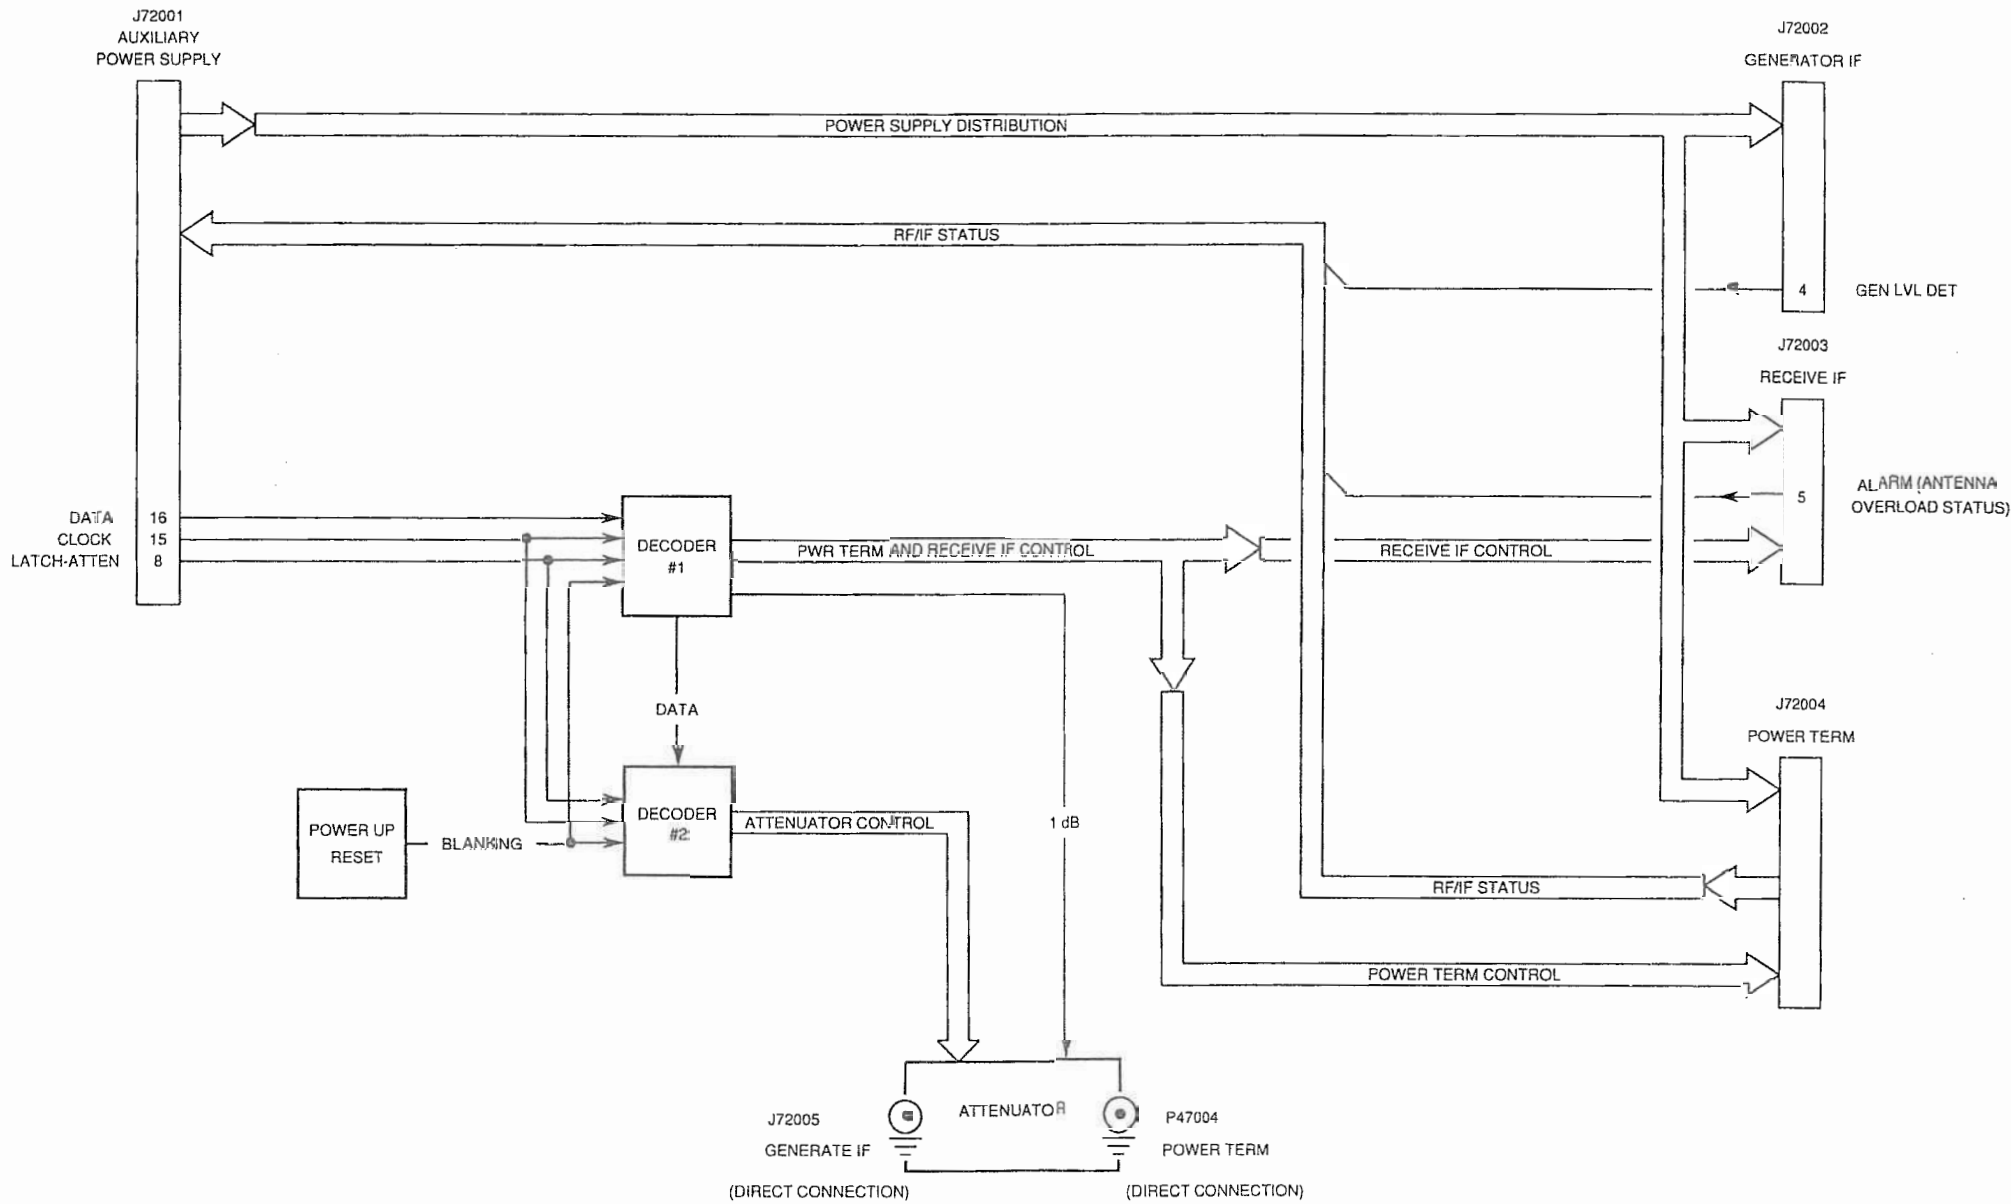 J72001
AUXILIARY
POWER SUPPLY
J72002
GENERATOR IF
POWER SUPPLY DISTRIBUTION
RF/IF STATUS
4
GEN LVL DET
J72003
RECEIVE IF
5
ALARM (ANTENNA
OVERLOAD STATUS)
DATA
16
CLOCK
15
LATCH-ATTEN
8
DECODER
#1
PWR TERM AND RECEIVE IF CONTROL
RECEIVE IF CONTROL
DATA
J72004
POWER TERM
POWER UP
RESET
BLANKING
DECODER
#2
ATTENUATOR CONTROL
1 dB
RF/IF STATUS
POWER TERM CONTROL
J72005
GENERATE IF
(DIRECT CONNECTION)
ATTENUATOR
P47004
POWER TERM
(DIRECT CONNECTION)